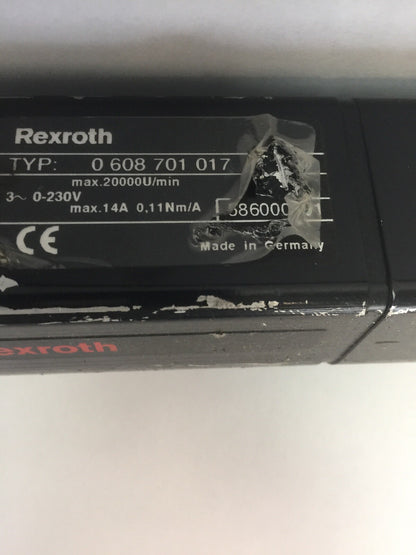 Rexroth
TYP: 0 608 701 017
max.20000U/min
3~ 0-230V
max.14A 0,11Nm/A
CE
Made in Germany
exroth